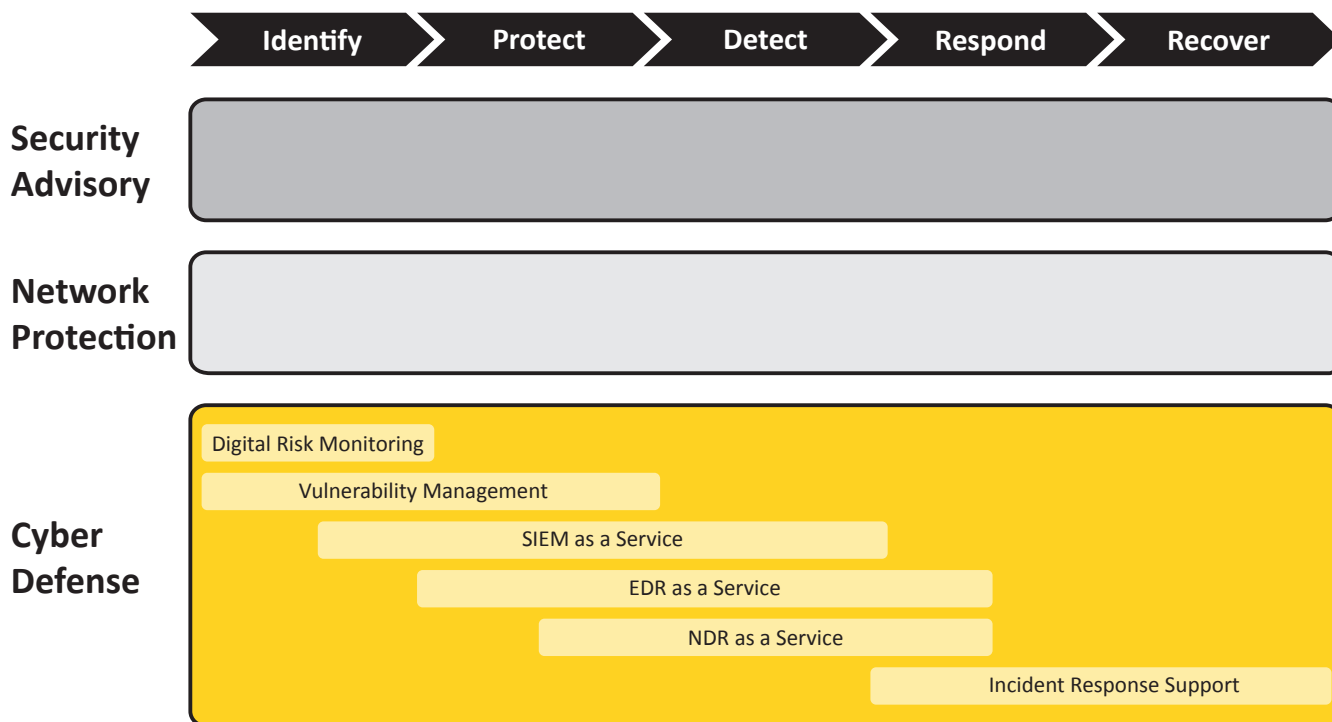 Identify Protect Detect Respond Recover
Security
Advisory
Network
Protection
Cyber
Defense
Digital Risk Monitoring
Vulnerability Management
SIEM as a Service
EDR as a Service
NDR as a Service
Incident Response Support